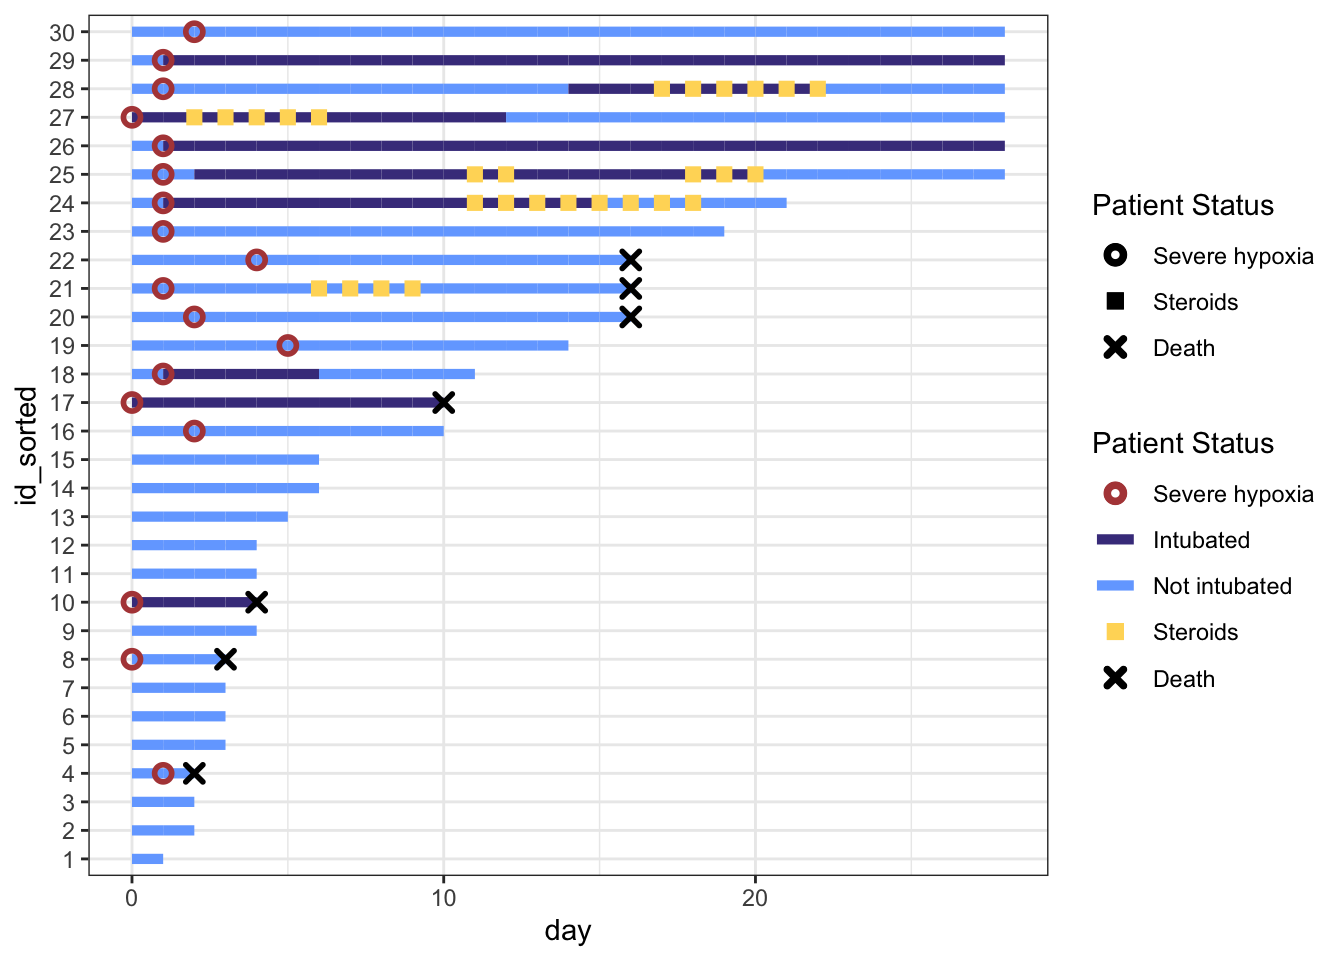 30
29
28
27
26
25
24
23
22
21
20
19
18
17
16
15
14
13
12
11
10
9
8
7
6
5
4
3
2
1
id_sorted
0 10 20
day
Patient Status
Severe hypoxia
Steroids
Death
Patient Status
Severe hypoxia
Intubated
Not intubated
Steroids
Death